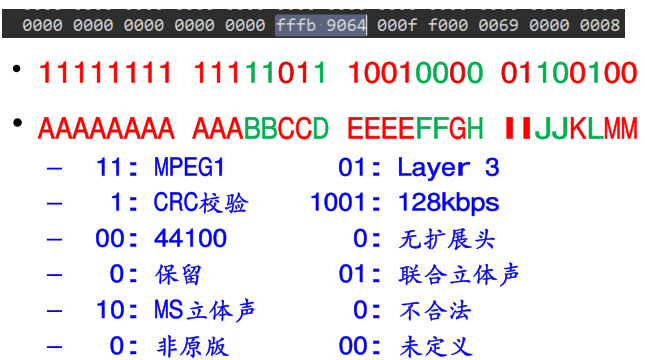 0000 0000 0000 0000 0000 fffb 9064 000f f000 0069 0000 0008
• 11111111 11111011 10010000 01100100
• AAAAAAAA AAABBCCD EEEEFFGH IIJJKLMM
– 11: MPEG1 01: Layer 3
– 1: CRC校验 1001: 128kbps
– 00: 44100 0: 无扩展头
– 0: 保留 01: 联合立体声
– 10: MS立体声 0: 不合法
– 0: 非原版 00: 未定义